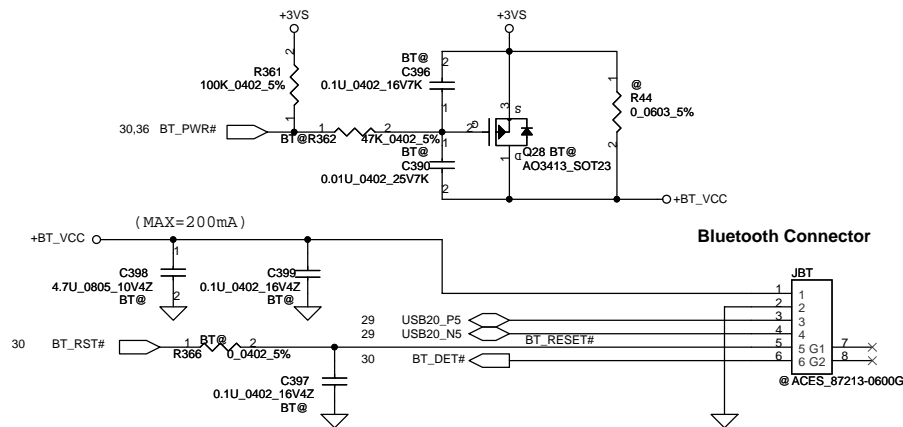 +3VS
+3VS
2
R361
100K_0402_5%
1
BT@
2
C396
0.1U_0402_16V7K
1
@
1
R44
0_0603_5%
2
3
S
G
2
D
1
Q28 BT@
AO3413_SOT23
30,36 BT_PWR#
BT@R362
1
2
47K_0402_5%
BT@
1
C390
0.01U_0402_25V7K
2
+BT_VCC
(MAX=200mA)
+BT_VCC
Bluetooth Connector
1
C398
4.7U_0805_10V4Z
2
BT@
C399
0.1U_0402_16V4Z
BT@
JBT
1 1
2 2
29 USB20_P5 3 3
29 USB20_N5 4 4
30 BT_RST# 1 BT@ 2 BT_RESET# 5 5 G1 7
R366 0_0402_5%
30 BT_DET# 6 6 G2 8
C397
0.1U_0402_16V4Z
BT@
@ ACES_87213-0600G